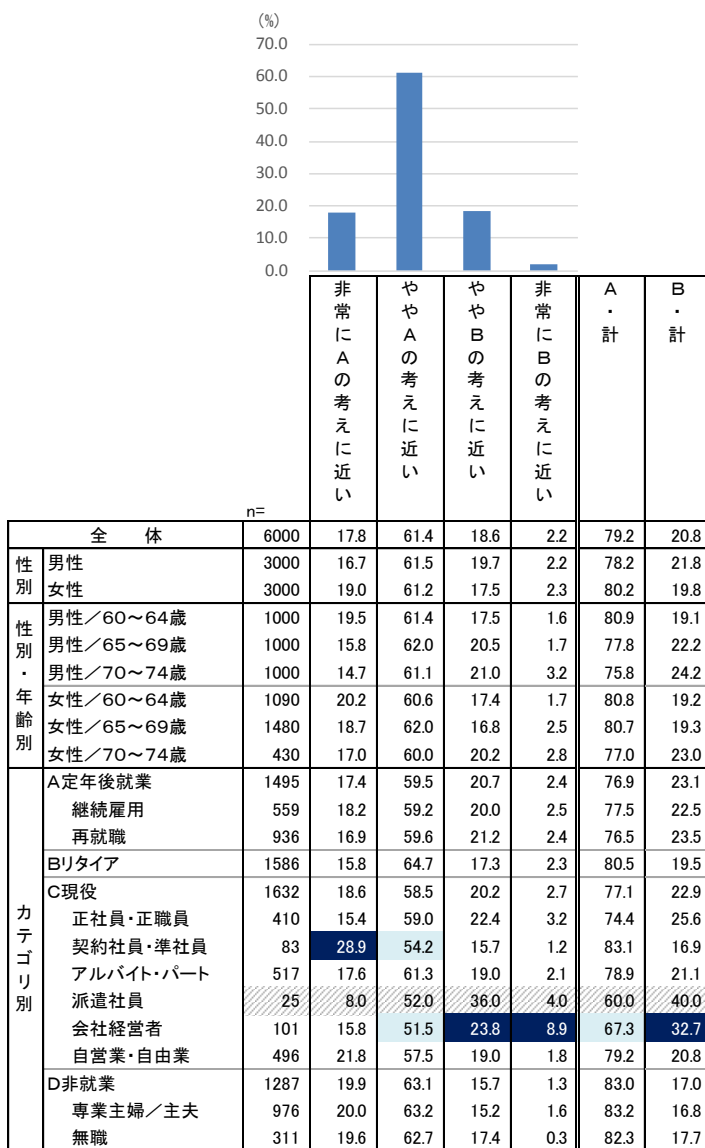 (%)
70.0
60.0
50.0
40.0
30.0
20.0
10.0
0.0
非常にAの考えに近い
ややAの考えに近い
ややBの考えに近い
非常にBの考えに近い
A・計
B・計
n=
全 体 6000 17.8 61.4 18.6 2.2 79.2 20.8
性別
男性 3000 16.7 61.5 19.7 2.2 78.2 21.8
女性 3000 19.0 61.2 17.5 2.3 80.2 19.8
性別・年齢別
男性/60~64歳 1000 19.5 61.4 17.5 1.6 80.9 19.1
男性/65~69歳 1000 15.8 62.0 20.5 1.7 77.8 22.2
男性/70~74歳 1000 14.7 61.1 21.0 3.2 75.8 24.2
女性/60~64歳 1090 20.2 60.6 17.4 1.7 80.8 19.2
女性/65~69歳 1480 18.7 62.0 16.8 2.5 80.7 19.3
女性/70~74歳 430 17.0 60.0 20.2 2.8 77.0 23.0
カテゴリ別
A定年後就業 1495 17.4 59.5 20.7 2.4 76.9 23.1
継続雇用 559 18.2 59.2 20.0 2.5 77.5 22.5
再就職 936 16.9 59.6 21.2 2.4 76.5 23.5
Bリタイア 1586 15.8 64.7 17.3 2.3 80.5 19.5
C現役 1632 18.6 58.5 20.2 2.7 77.1 22.9
正社員・正職員 410 15.4 59.0 22.4 3.2 74.4 25.6
契約社員・準社員 83 28.9 54.2 15.7 1.2 83.1 16.9
アルバイト・パート 517 17.6 61.3 19.0 2.1 78.9 21.1
派遣社員 25 8.0 52.0 36.0 4.0 60.0 40.0
会社経営者 101 15.8 51.5 23.8 8.9 67.3 32.7
自営業・自由業 496 21.8 57.5 19.0 1.8 79.2 20.8
D非就業 1287 19.9 63.1 15.7 1.3 83.0 17.0
専業主婦/主夫 976 20.0 63.2 15.2 1.6 83.2 16.8
無職 311 19.6 62.7 17.4 0.3 82.3 17.7